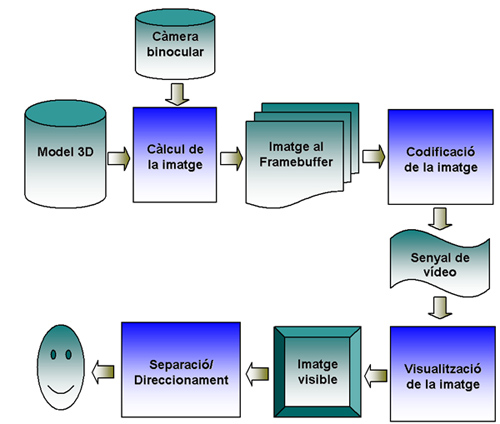 Càmera
binocular
Model 3D
Càlcul de
la imatge
Imatge al
Framebuffer
Codificació
de la imatge
Senyal de
vídeo
Visualització
de la imatge
Imatge
visible
Separació/
Direccionament